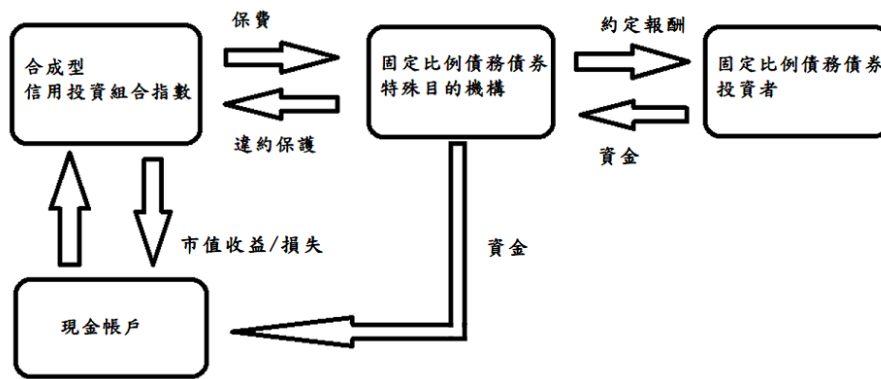 保費
約定報酬
合成型
信用投資組合指數
固定比例債務債券
特殊目的機構
固定比例債務債券
投資者
違約保護
資金
市值收益/損失
資金
現金帳戶